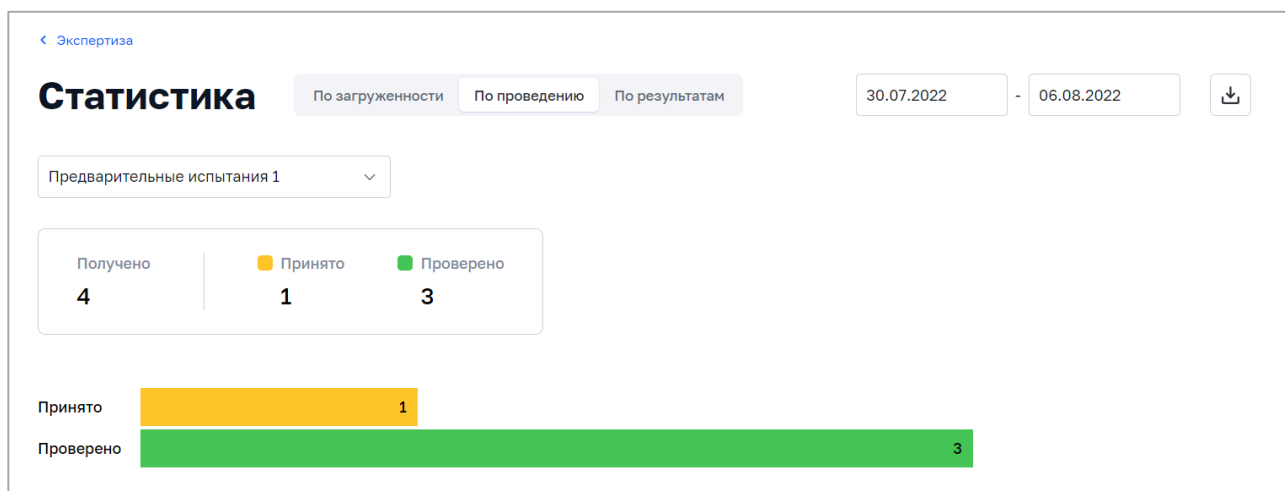 Экспертиза
Статистика По загруженности По проведению По результатам 30.07.2022 - 06.08.2022
Предварительные испытания 1
Получено Принято Проверено
4 1 3
Принято 1
Проверено 3